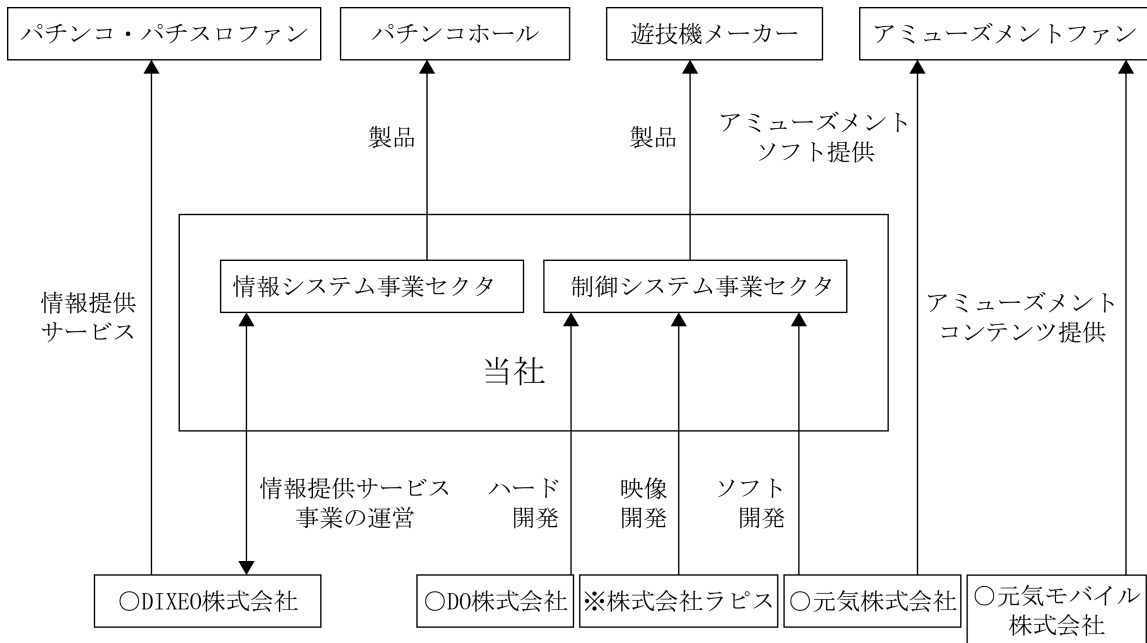 パチンコ・パチスロファン
パチンコホール
遊技機メーカー
アミューズメントファン
製品
製品
アミューズメント
ソフト提供
情報システム事業セクタ
制御システム事業セクタ
情報提供
サービス
アミューズメント
コンテンツ提供
当社
情報提供サービス
事業の運営
ハード
開発
映像
開発
ソフト
開発
○DIXEO株式会社
○DO株式会社
※株式会社ラピス
○元気株式会社
○元気モバイル
株式会社